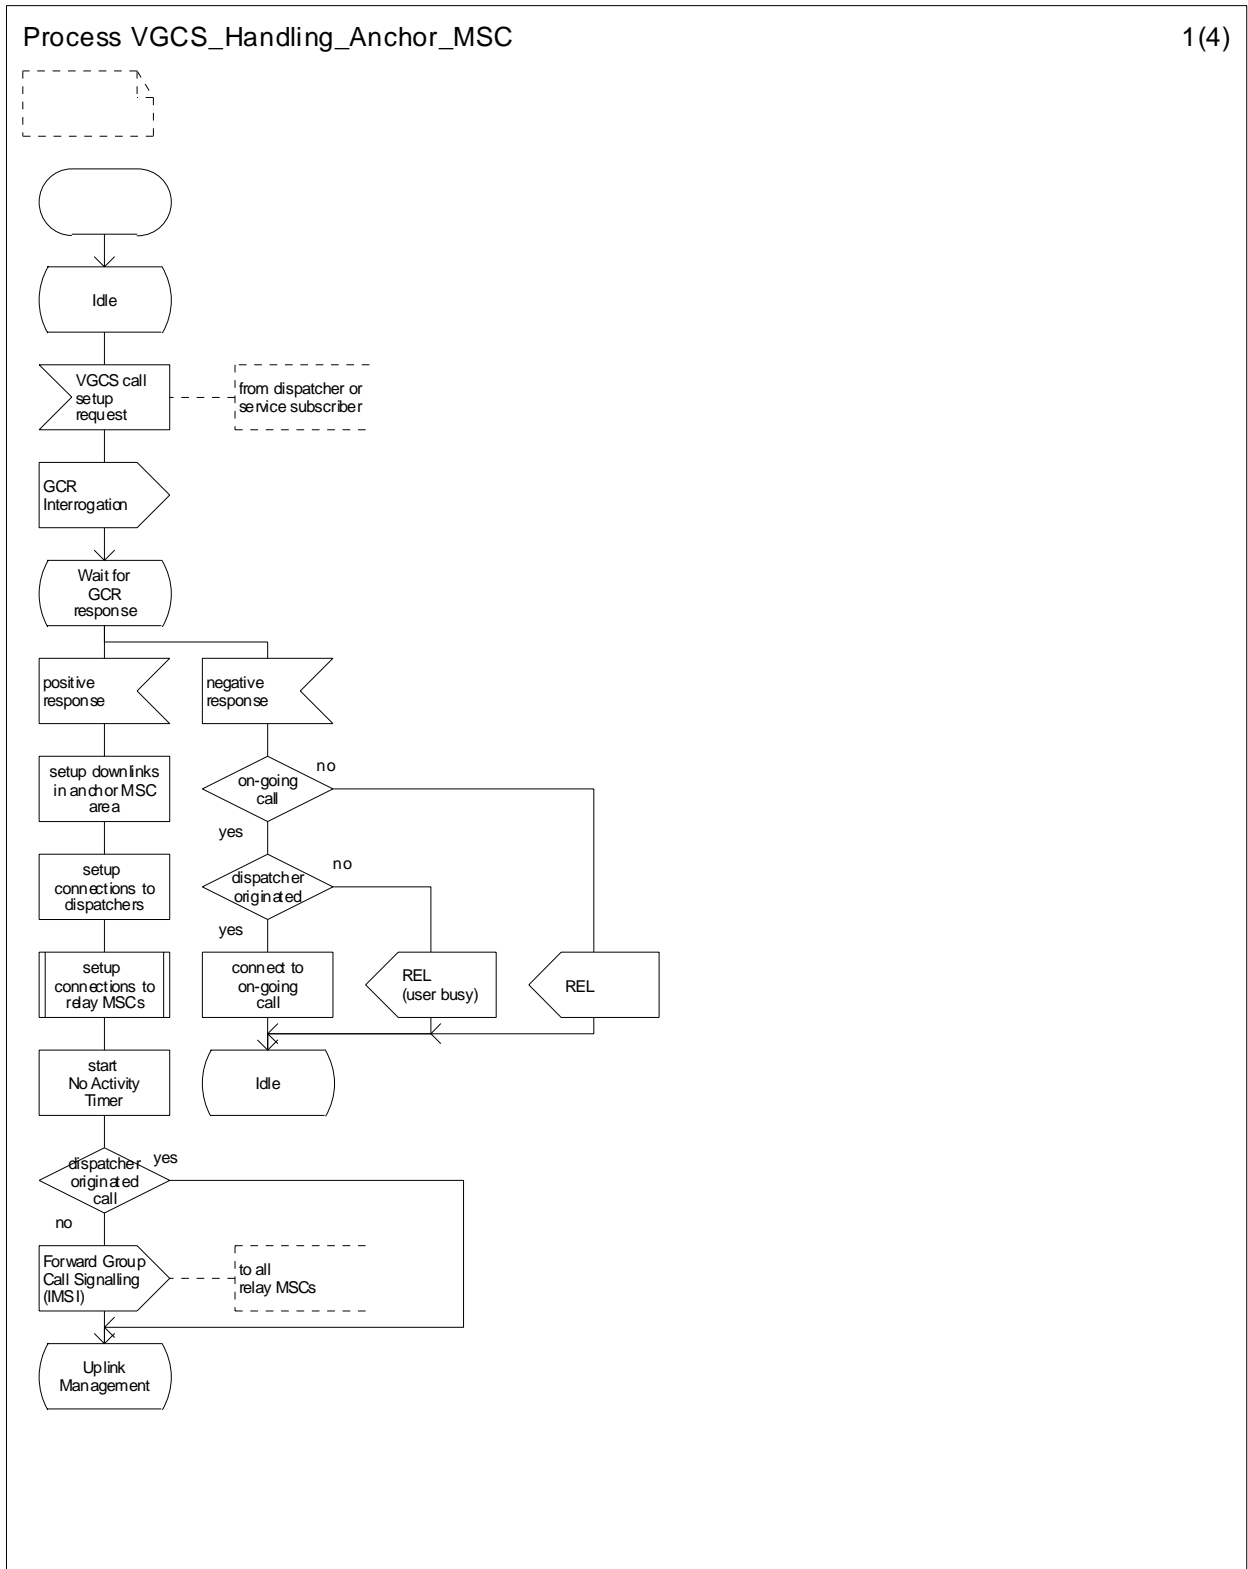 Process VGCS_Handling_Anchor_MSC
1(4)
Idle
VGCS call
setup
request
from dispatcher or
service subscriber
GCR
Interrogation
Wait for
GCR
response
positive
response
negative
response
setup downlinks
in anchor MSC
area
on-going
call
no
yes
setup
connections to
dispatchers
dispatcher
originated
no
yes
setup
connections to
relay MSCs
connect to
on-going
call
REL
(user busy)
REL
start
No Activity
Timer
Idle
dispatcher
originated
call
yes
no
Forward Group
Call Signalling
(IMSI)
to all
relay MSCs
Uplink
Management